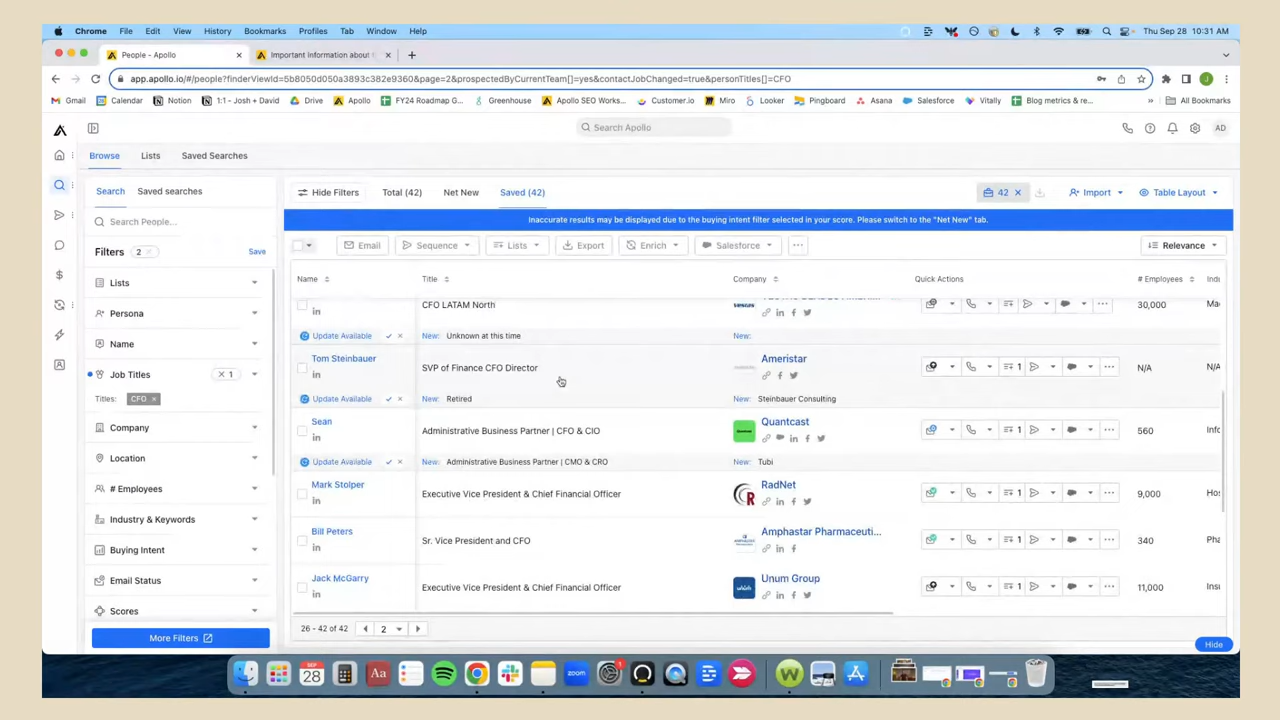 Chrome File Edit View History Bookmarks Profiles Tab Window Help Thu Sep 28 10:31 AM
People - Apollo Important Information about
app.apollo.io/#/people?finderViewId=5b8050d050a3893c382e9360&page=2&prospectedByCurrentTeam[]=yes&contactJobChanged=true&personTitles[]=CFO
Gmail Calendar Notion 1:1 - Josh + David Drive Apollo FY24 Roadmap G... Greenhouse Apollo SEO Works... Customer.io Miro Looker Pingboard Asana Salesforce Vitally Blog metrics & re... All Bookmarks
Search Apollo AD
Browse Lists Saved Searches
Search Saved searches Hide Filters Total (42) Net New Saved (42) 42 Import Table Layout
Search People...
Inaccurate results may be displayed due to the buying intent filter selected in your score. Please switch to the "Net New" tab.
Filters 2 Save
Email Sequence Lists Export Enrich Salesforce Relevance
Name Title Company Quick Actions # Employees
Lists
Persona
Name
Job Titles 1
Titles: CFO
Company
Location
# Employees
Industry & Keywords
Buying Intent
Email Status
Scores
More Filters
CFO LATAM North 30,000
Update Available New: Unknown at this time New:
Tom Steinbauer SVP of Finance CFO Director Ameristar 1 N/A N/A
Update Available New: Retired New: Steinbauer Consulting
Sean Administrative Business Partner | CFO & CIO Quantcast 1 560
Update Available New: Administrative Business Partner | CMO & CRO New: Tubi
Mark Stolper Executive Vice President & Chief Financial Officer RadNet 1 9,000
Bill Peters Sr. Vice President and CFO Amphastar Pharmaceuti... 1 340
Jack McGarry Executive Vice President & Chief Financial Officer Unum Group 1 11,000
26 - 42 of 42 2
Hide